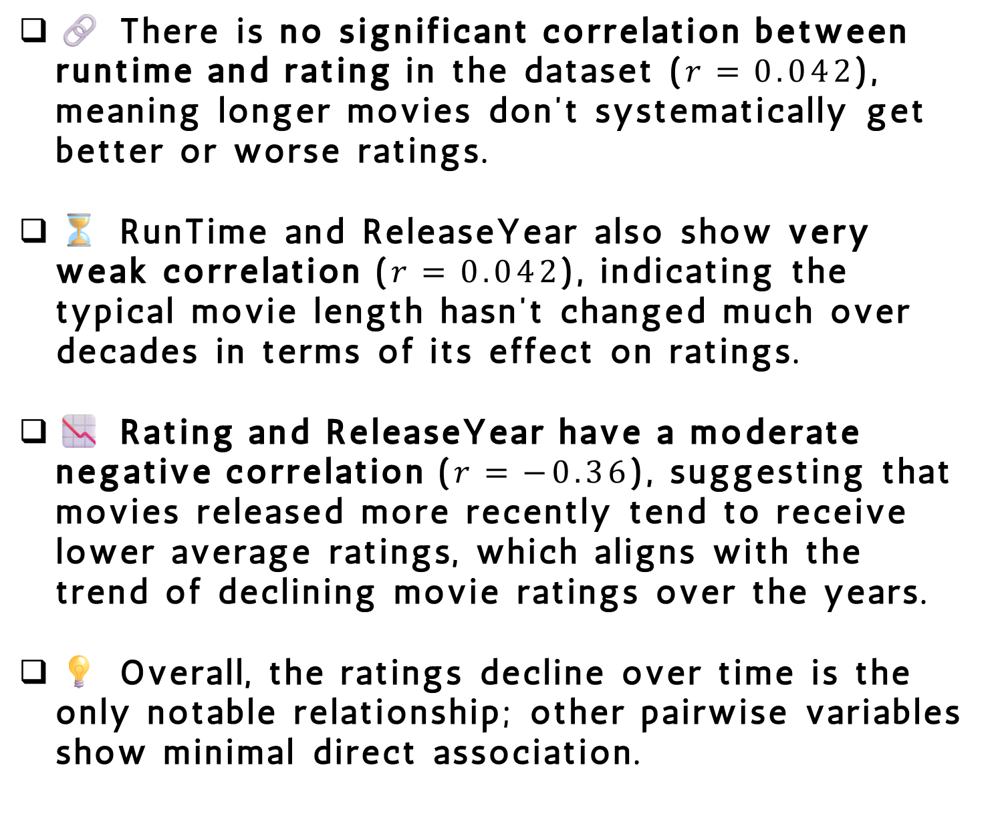 ❑ 🔗 There is no significant correlation between
runtime and rating in the dataset (r = 0.042),
meaning longer movies don't systematically get
better or worse ratings.
❑ ⏳ RunTime and ReleaseYear also show very
weak correlation (r = 0.042), indicating the
typical movie length hasn't changed much over
decades in terms of its effect on ratings.
❑ 📉 Rating and ReleaseYear have a moderate
negative correlation (r = −0.36), suggesting that
movies released more recently tend to receive
lower average ratings, which aligns with the
trend of declining movie ratings over the years.
❑ 💡 Overall, the ratings decline over time is the
only notable relationship; other pairwise variables
show minimal direct association.